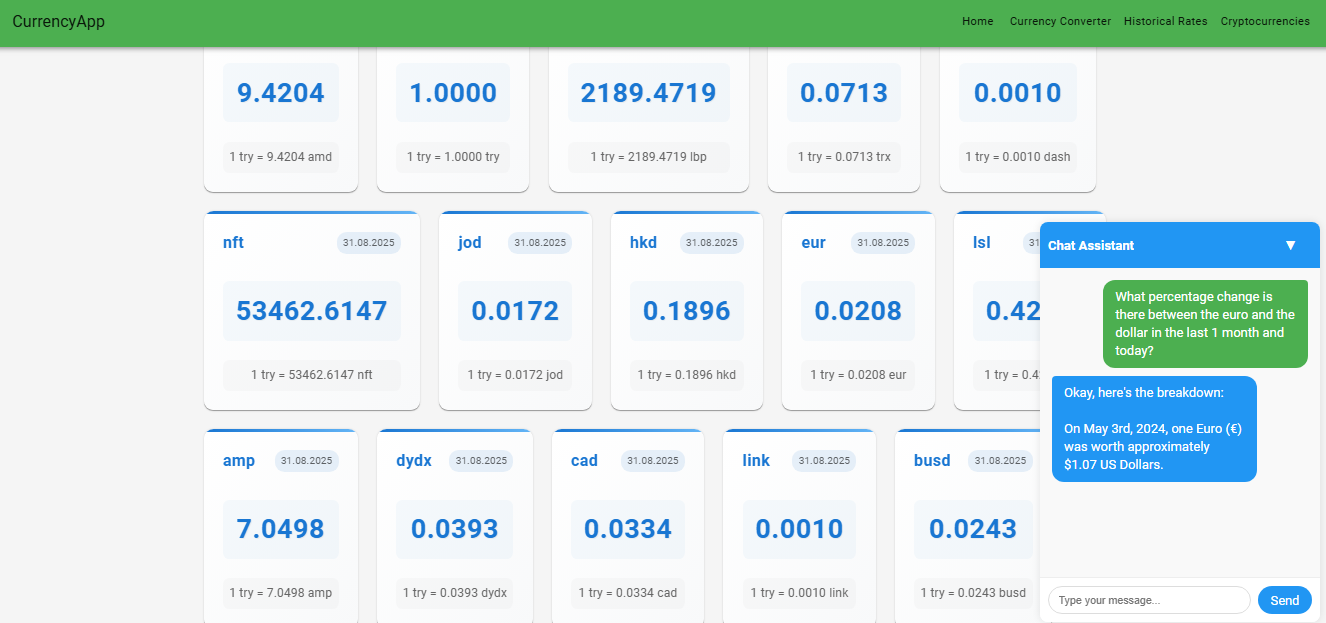 CurrencyApp
Home Currency Converter Historical Rates Cryptocurrencies
9.4204 1.0000 2189.4719 0.0713 0.0010
1 try = 9.4204 amd 1 try = 1.0000 try 1 try = 2189.4719 lbp 1 try = 0.0713 trx 1 try = 0.0010 dash
nft 31.08.2025 jod 31.08.2025 hkd 31.08.2025 eur 31.08.2025 lsl
53462.6147 0.0172 0.1896 0.0208
1 try = 53462.6147 nft 1 try = 0.0172 jod 1 try = 0.1896 hkd 1 try = 0.0208 eur 1 try =
amp 31.08.2025 dydx 31.08.2025 cad 31.08.2025 link 31.08.2025 busd 31.08.2025
7.0498 0.0393 0.0334 0.0010 0.0243
1 try = 7.0498 amp 1 try = 0.0393 dydx 1 try = 0.0334 cad 1 try = 0.0010 link 1 try = 0.0243 busd
Chat Assistant ▼
What percentage change is
there between the euro and the
dollar in the last 1 month and
today?
Okay, here's the breakdown:
On May 3rd, 2024, one Euro (€)
was worth approximately
$1.07 US Dollars.
Type your message...
Send